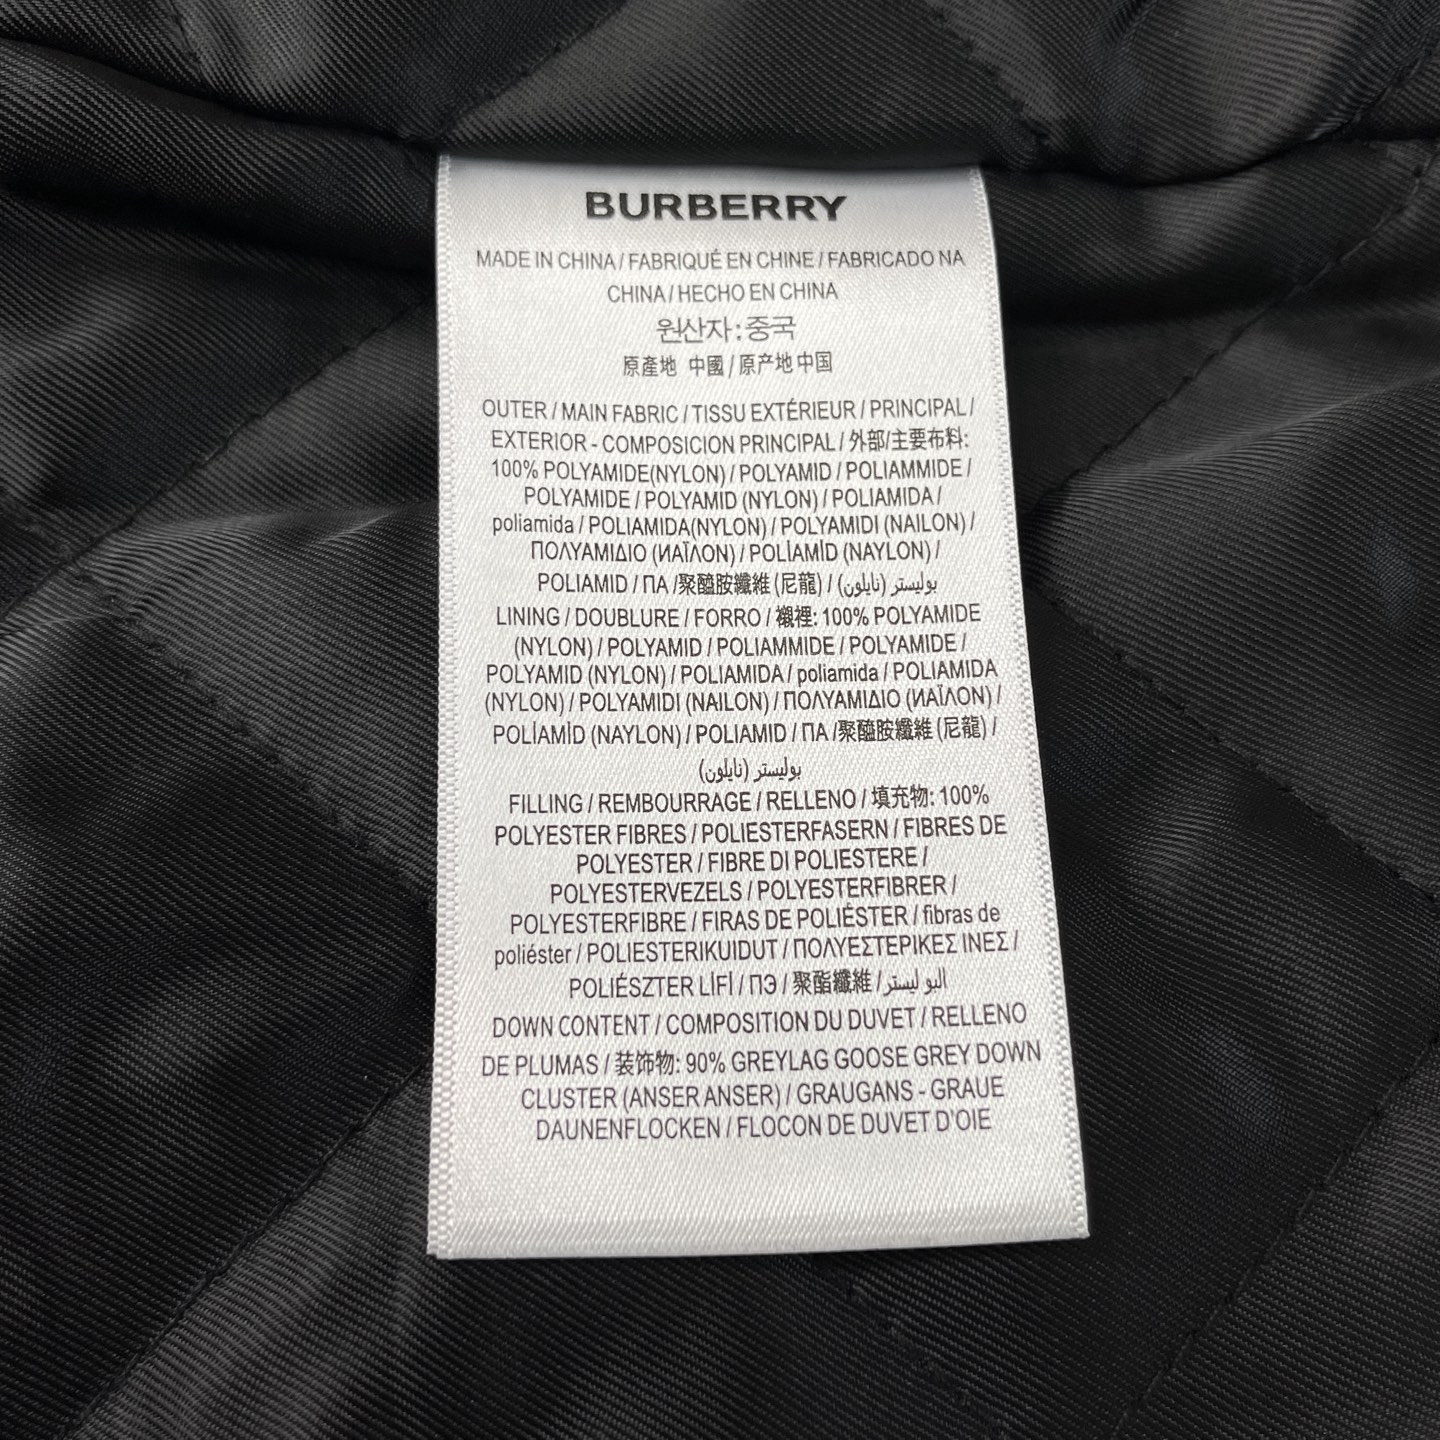 BURBERRY
MADE IN CHINA / FABRIQUÉ EN CHINE / FABRICADO NA
CHINA / HECHO EN CHINA
원산자 : 중국
原產地 中國 / 原产地 中国
OUTER / MAIN FABRIC / TISSU EXTÉRIEUR / PRINCIPAL /
EXTERIOR - COMPOSICION PRINCIPAL / 外部/主要布料:
100% POLYAMIDE(NYLON) / POLYAMID / POLIAMMIDE /
POLYAMIDE / POLYAMID (NYLON) / POLIAMIDA /
poliamida / POLIAMIDA(NYLON) / POLYAMIDI (NAILON) /
ΠΟΛΥΑΜΙΔΙΟ (ИΑΪΛΟΝ) / POLİAMİD (NAYLON) /
POLIAMID / ПА /聚醯胺纖維 (尼龍) / بوليستر (نايلون)
LINING / DOUBLURE / FORRO / 襯裡: 100% POLYAMIDE
(NYLON) / POLYAMID / POLIAMMIDE / POLYAMIDE /
POLYAMID (NYLON) / POLIAMIDA / poliamida / POLIAMIDA
(NYLON) / POLYAMIDI (NAILON) / ΠΟΛΥΑΜΙΔΙΟ (ИΑΪΛΟΝ) /
POLİAMİD (NAYLON) / POLIAMID / ПА /聚醯胺纖維 (尼龍) /
بوليستر (نايلون)
FILLING / REMBOURRAGE / RELLENO / 填充物: 100%
POLYESTER FIBRES / POLIESTERFASERN / FIBRES DE
POLYESTER / FIBRE DI POLIESTERE /
POLYESTERVEZELS / POLYESTERFIBRER /
POLYESTERFIBRE / FIRAS DE POLIÉSTER / fibras de
poliéster / POLIESTERIKUIDUT / ΠΟΛΥΕΣΤΕΡΙΚΕΣ ΙΝΕΣ /
POLIÉSZTER LİFİ / ПЭ / 聚酯纖維 / البو ليستر
DOWN CONTENT / COMPOSITION DU DUVET / RELLENO
DE PLUMAS / 装饰物: 90% GREYLAG GOOSE GREY DOWN
CLUSTER (ANSER ANSER) / GRAUGANS - GRAUE
DAUNENFLOCKEN / FLOCON DE DUVET D'OIE